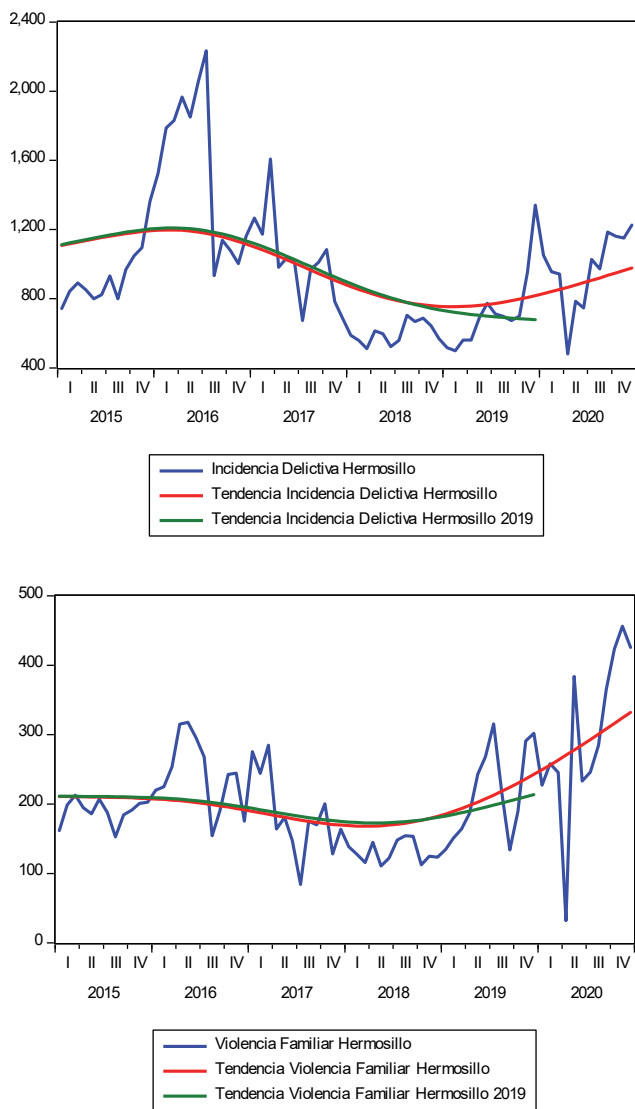 2,400
2,000
1,600
1,200
800
400
I II III IV I II III IV I II III IV I II III IV I II III IV I II III IV
2015 2016 2017 2018 2019 2020
Incidencia Delictiva Hermosillo
Tendencia Incidencia Delictiva Hermosillo
Tendencia Incidencia Delictiva Hermosillo 2019
500
400
300
200
100
0
I II III IV I II III IV I II III IV I II III IV I II III IV I II III IV
2015 2016 2017 2018 2019 2020
Violencia Familiar Hermosillo
Tendencia Violencia Familiar Hermosillo
Tendencia Violencia Familiar Hermosillo 2019